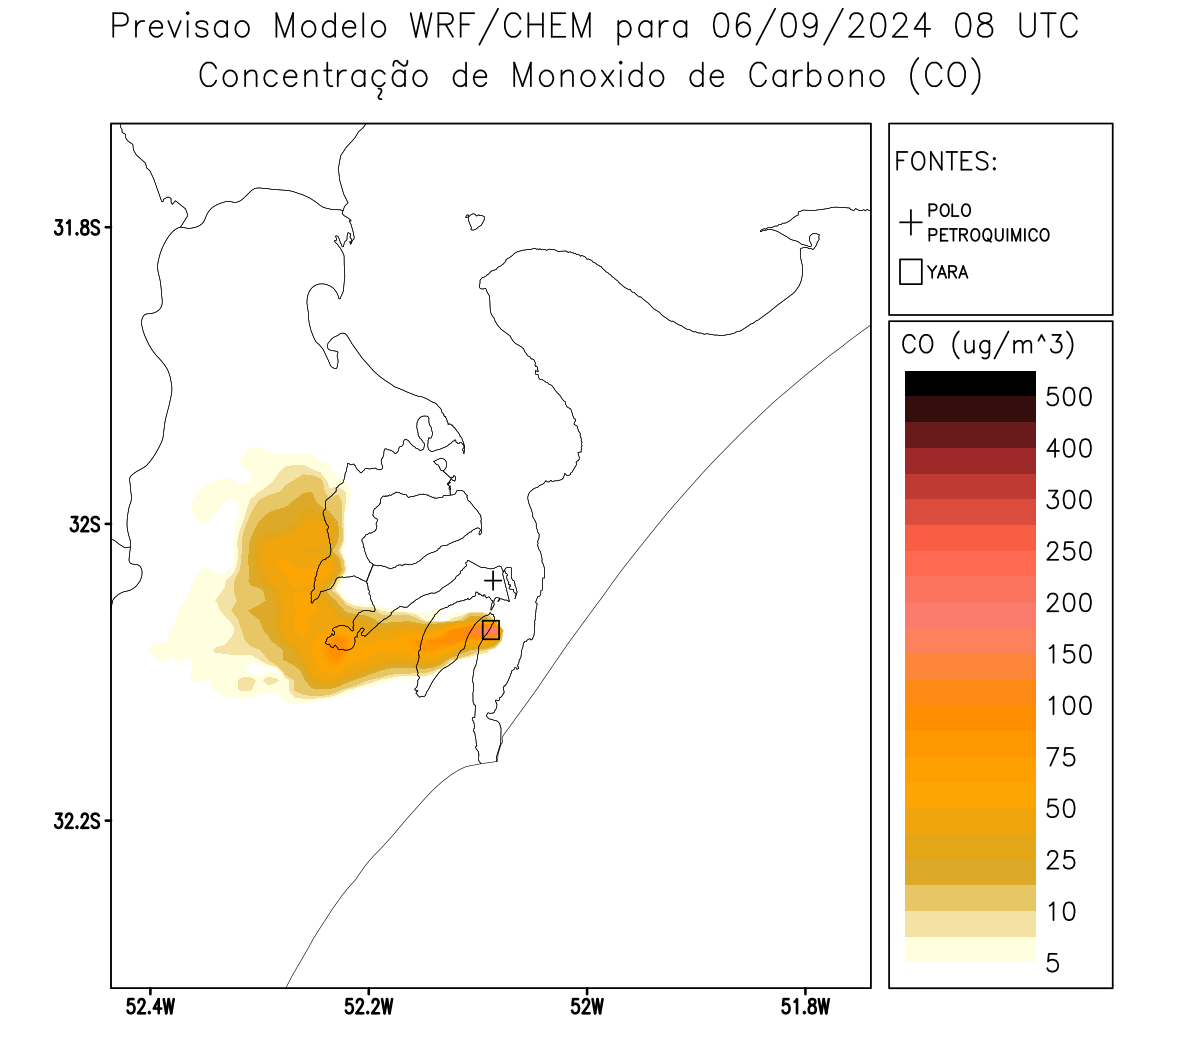 Previsao Modelo WRF/CHEM para 06/09/2024 08 UTC
Concentração de Monoxido de Carbono (CO)
FONTES:
POLO
PETROQUIMICO
YARA
CO (ug/m^3)
500
400
300
250
200
150
100
75
50
25
10
5
31.8S
32S
32.2S
52.4W
52.2W
52W
51.8W